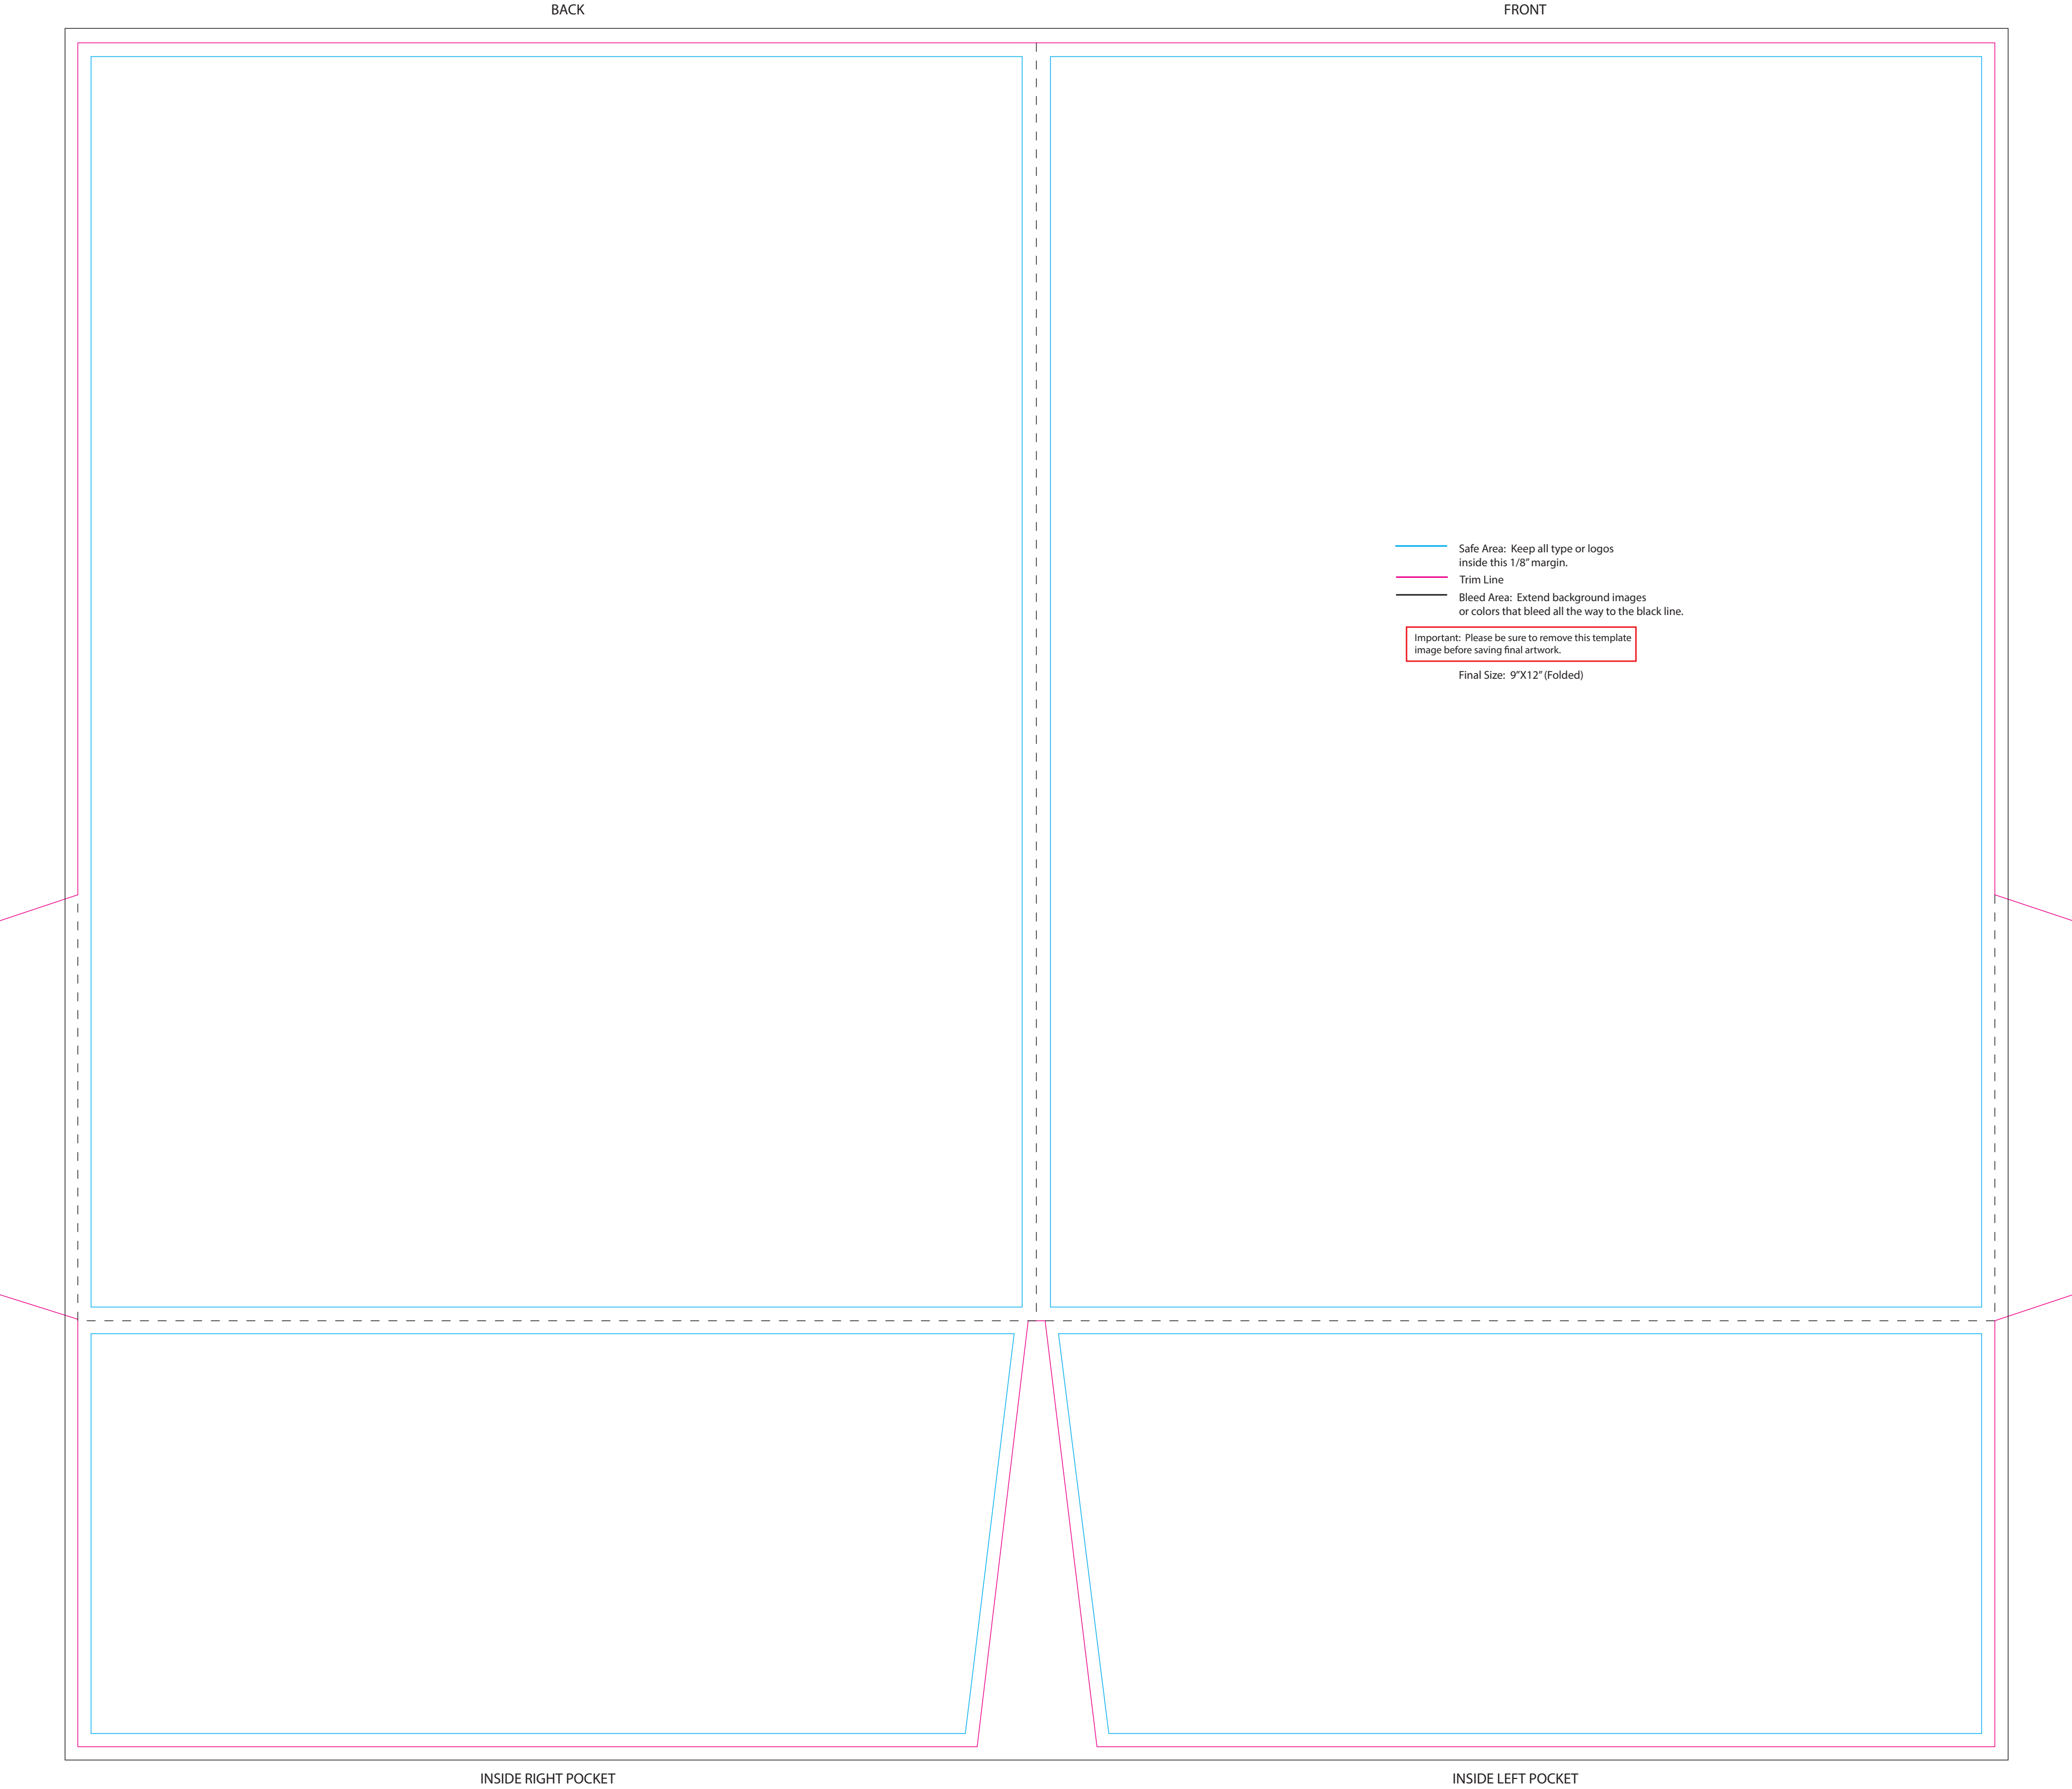 BACK
FRONT
Safe Area:  Keep all type or logos
inside this 1/8” margin.
Trim Line
Bleed Area:  Extend background images
or colors that bleed all the way to the black line.
Important:  Please be sure to remove this template
image before saving final artwork.
Final Size:  9”X12” (Folded)
INSIDE RIGHT POCKET
INSIDE LEFT POCKET